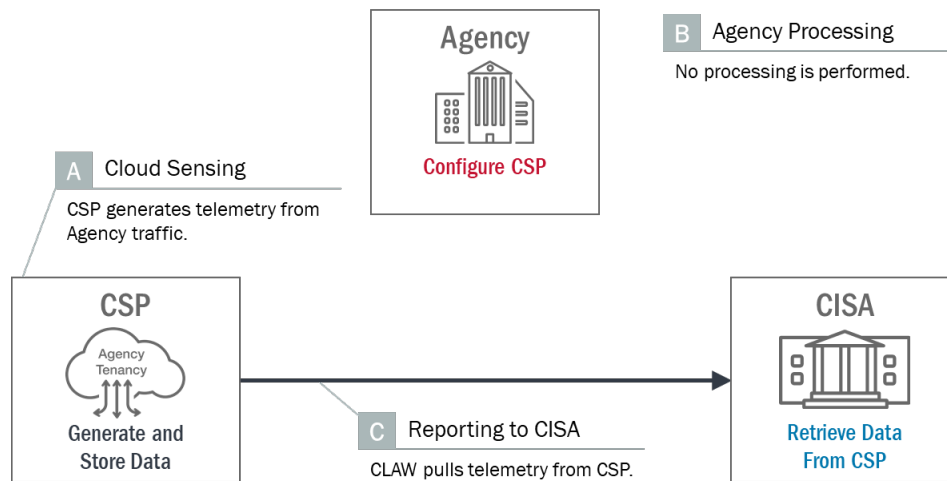 Agency
Configure CSP
B Agency Processing
No processing is performed.
A Cloud Sensing
CSP generates telemetry from
Agency traffic.
CSP
Agency
Tenancy
Generate and
Store Data
C Reporting to CISA
CLAW pulls telemetry from CSP.
CISA
Retrieve Data
From CSP